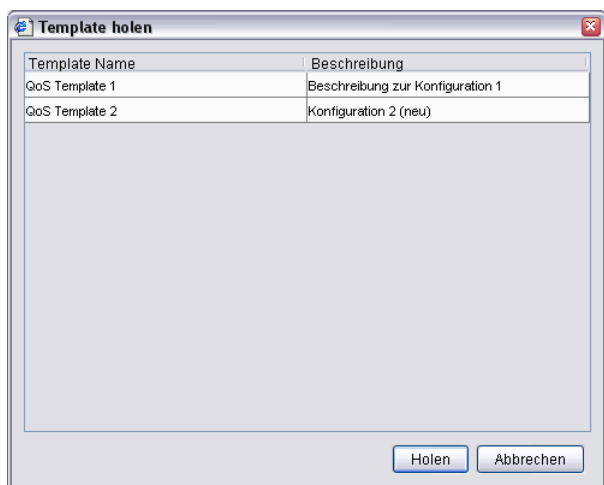 Template holen
Template Name Beschreibung
QoS Template 1 Beschreibung zur Konfiguration 1
QoS Template 2 Konfiguration 2 (neu)
Holen Abbrechen